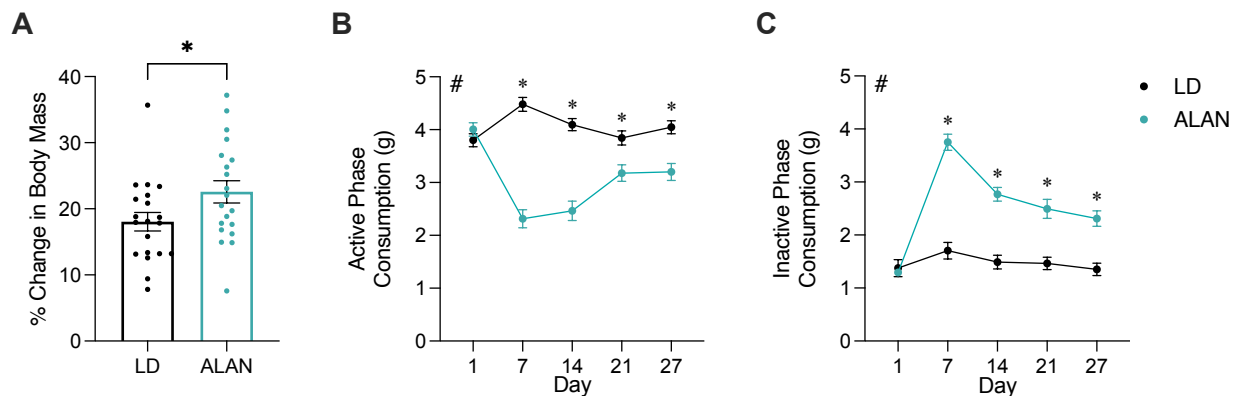 A
*
% Change in Body Mass
40
30
20
10
0
LD
ALAN
B
#
Active Phase
Consumption (g)
5
4
3
2
1
0
* * * *
1 7 14 21 27
Day
C
#
Inactive Phase
Consumption (g)
5
4
3
2
1
0
* * * *
1 7 14 21 27
Day
LD
ALAN